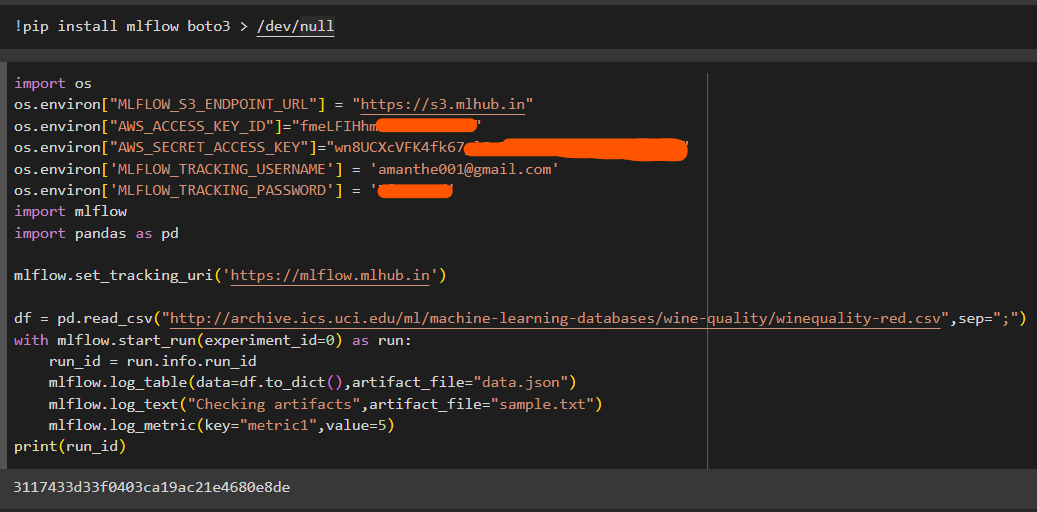 !pip install mlflow boto3 > /dev/null
import os
os.environ["MLFLOW_S3_ENDPOINT_URL"] = "https://s3.mlhub.in"
os.environ["AWS_ACCESS_KEY_ID"]="fmeLFIHhm
os.environ["AWS_SECRET_ACCESS_KEY"]="wn8UCXcVFK4fk67
os.environ['MLFLOW_TRACKING_USERNAME'] = 'amanthe001@gmail.com'
os.environ['MLFLOW_TRACKING_PASSWORD'] = '
import mlflow
import pandas as pd
mlflow.set_tracking_uri('https://mlflow.mlhub.in')
df = pd.read_csv("http://archive.ics.uci.edu/ml/machine-learning-databases/wine-quality/winequality-red.csv",sep=";")
with mlflow.start_run(experiment_id=0) as run:
    run_id = run.info.run_id
    mlflow.log_table(data=df.to_dict(),artifact_file="data.json")
    mlflow.log_text("Checking artifacts",artifact_file="sample.txt")
    mlflow.log_metric(key="metric1",value=5)
print(run_id)
3117433d33f0403ca19ac21e4680e8de